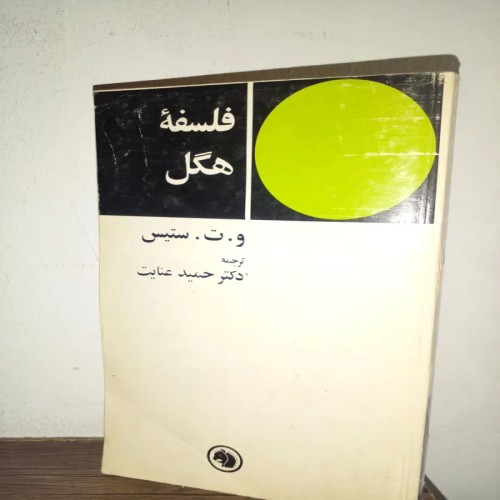 فلسفهٔ
هگل
و. ت. ستیس
ترجمه
دکتر حمید عنایت